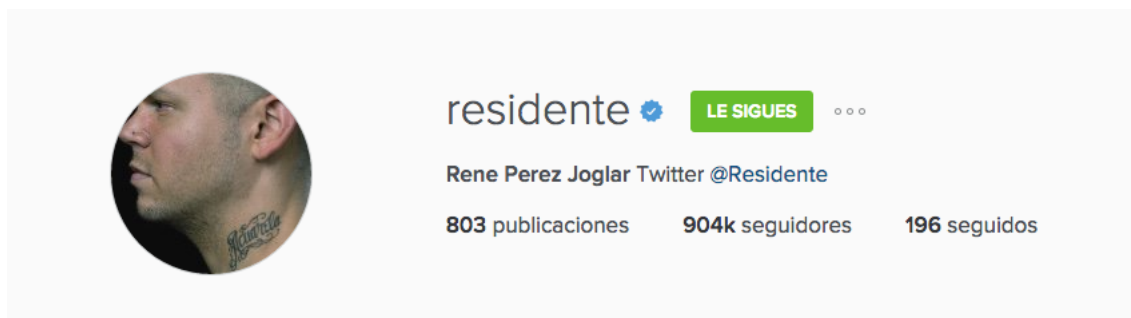 residente LE SIGUES
Rene Perez Joglar Twitter @Residente
803 publicaciones 904k seguidores 196 seguidos